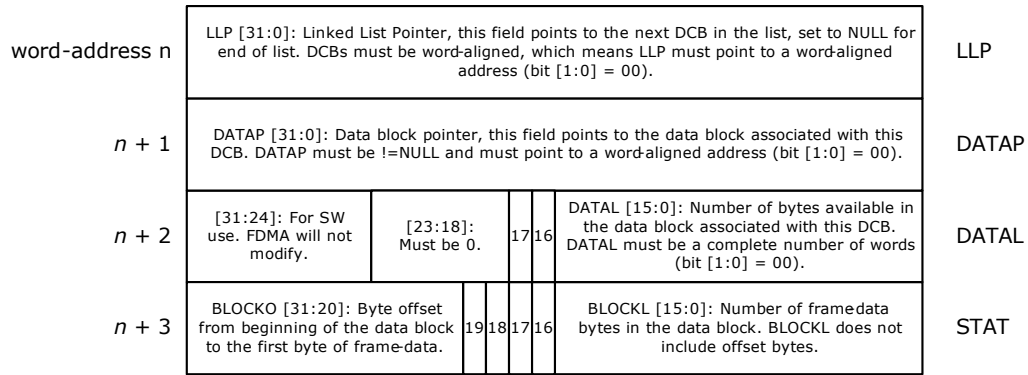 LLP [31:0]: Linked List Pointer, this field points to the next DCB in the list, set to NULL for
word-address n
end of list. DCBs must be word-aligned, which means LLP must point to a word-aligned
LLP
address (bit [1:0] = 00).
DATAP [31:0]: Data block pointer, this field points to the data block associated with this
n + 1
DCB. DATAP must be !=NULL and must point to a word-aligned address (bit [1:0] = 00).
DATAP
n + 2
[31:24]: For SW
use. FDMA will not
modify.
[23:18]:
Must be 0.
17
16
DATAL [15:0]: Number of bytes available in
the data block associated with this DCB.
DATAL must be a complete number of words
(bit [1:0] = 00).
DATAL
n + 3
BLOCKO [31:20]: Byte offset
from beginning of the data block
to the first byte of frame-data.
19
18
17
16
BLOCKL [15:0]: Number of framedata
bytes in the data block. BLOCKL does not
include offset bytes.
STAT